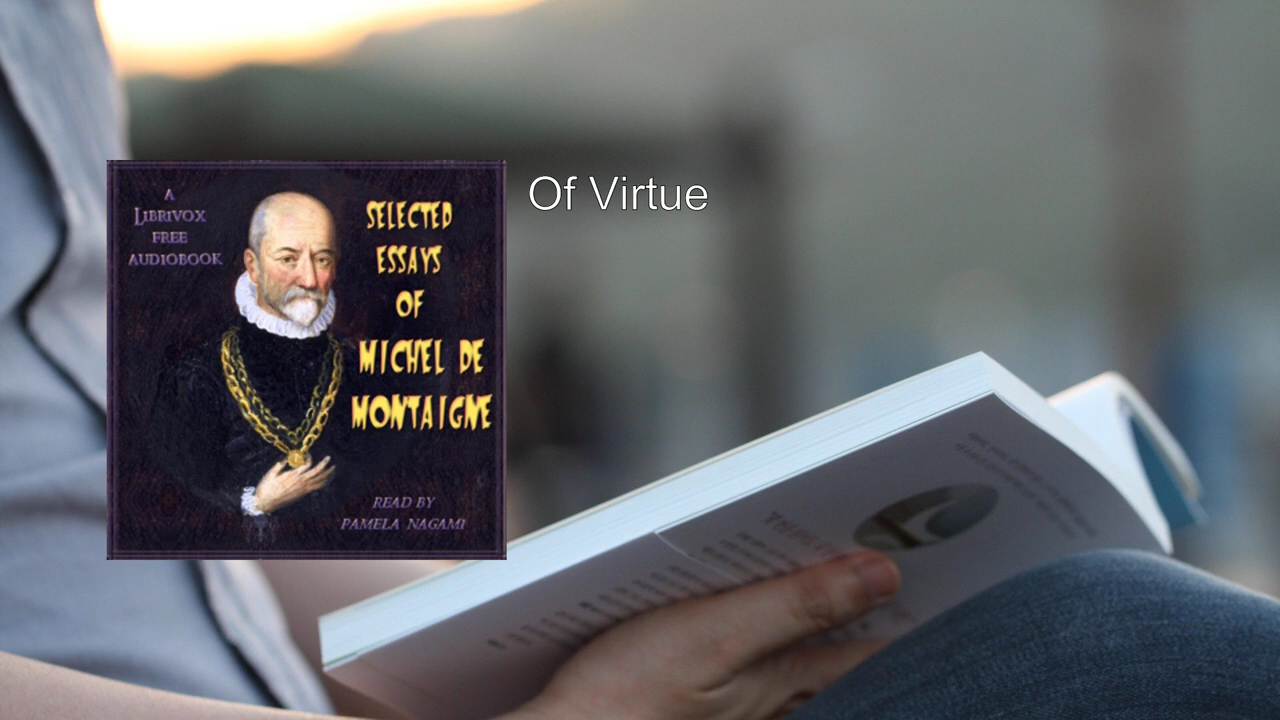 A
LIBRIVOX
FREE
AUDIOBOOK
SELECTED
ESSAYS
OF
MICHEL DE
MONTAIGNE
READ BY
PAMELA NAGAMI
Of Virtue